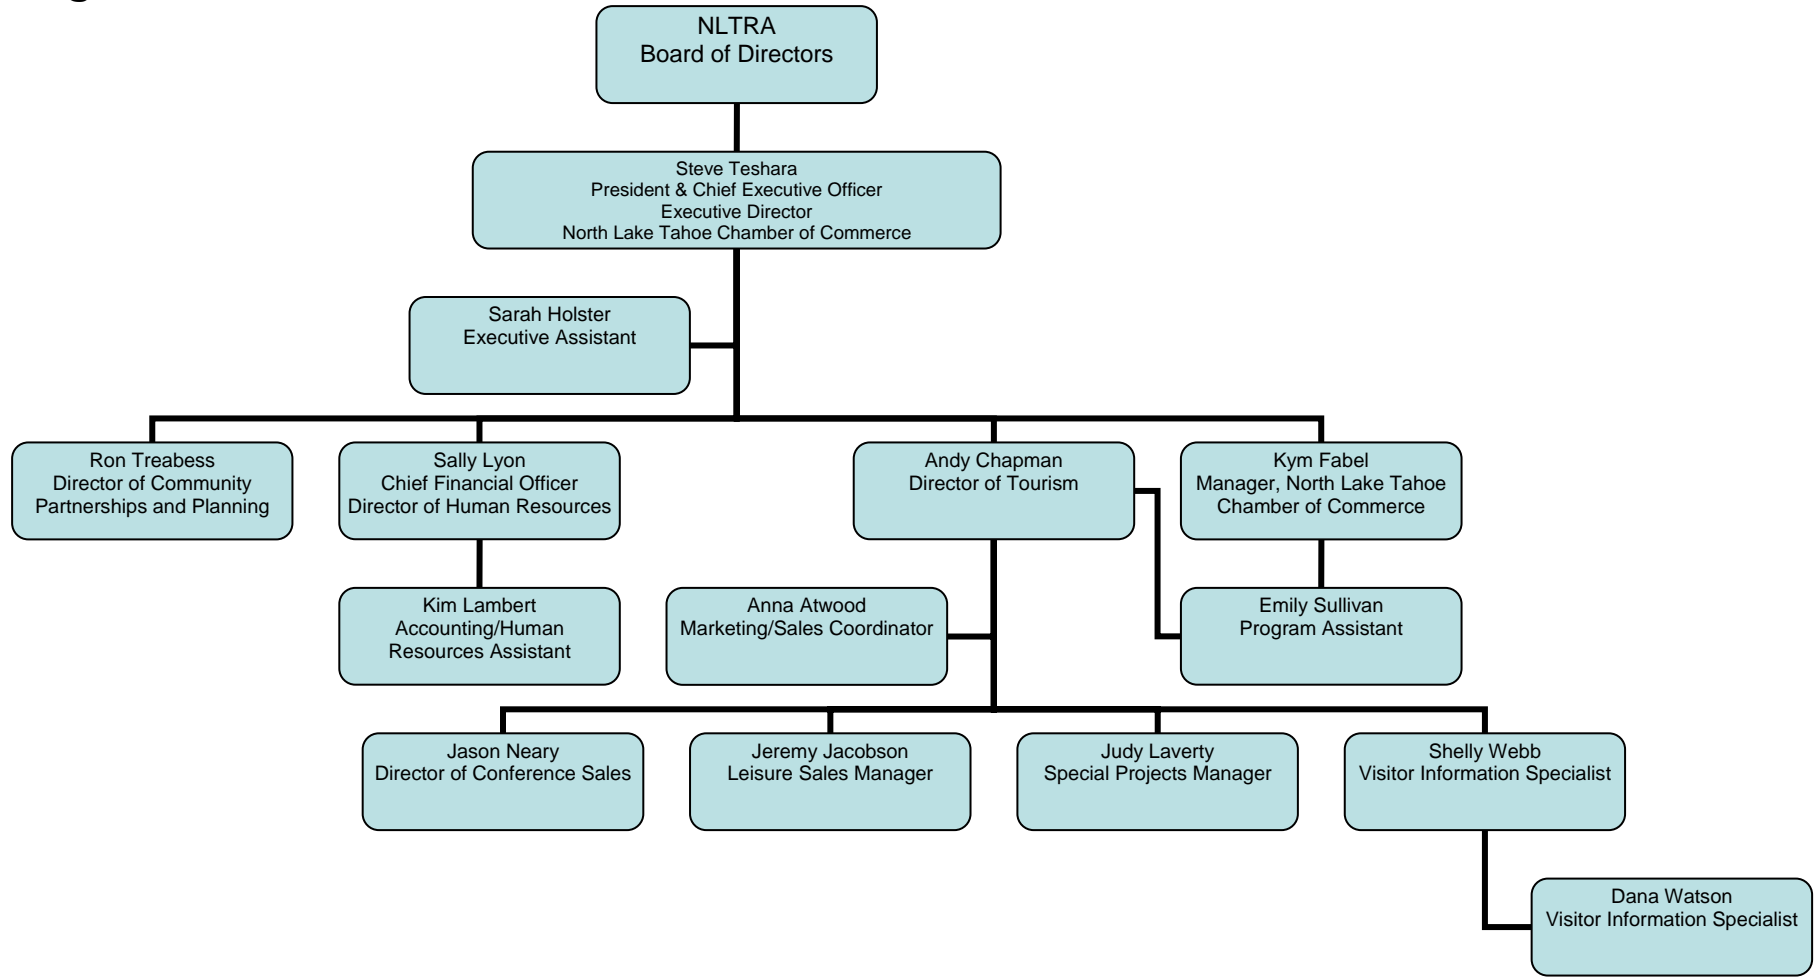 NLTRA
Board of Directors
Steve Teshara
President & Chief Executive Officer
Executive Director
North Lake Tahoe Chamber of Commerce
Sarah Holster
Executive Assistant
Ron Treabess
Director of Community
Partnerships and Planning
Sally Lyon
Chief Financial Officer
Director of Human Resources
Andy Chapman
Director of Tourism
Kym Fabel
Manager, North Lake Tahoe
Chamber of Commerce
Kim Lambert
Accounting/Human
Resources Assistant
Anna Atwood
Marketing/Sales Coordinator
Emily Sullivan
Program Assistant
Jason Neary
Director of Conference Sales
Jeremy Jacobson
Leisure Sales Manager
Judy Laverty
Special Projects Manager
Shelly Webb
Visitor Information Specialist
Dana Watson
Visitor Information Specialist